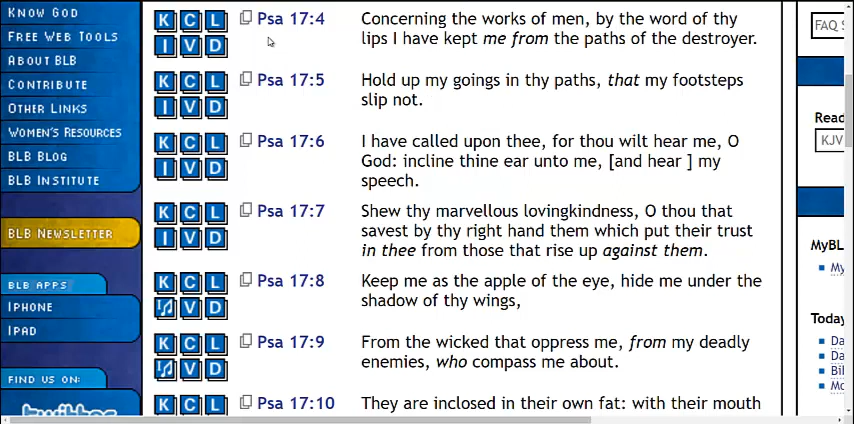 KNOW GOD
FREE WEB TOOLS
ABOUT BLB
CONTRIBUTE
OTHER LINKS
WOMEN'S RESOURCES
BLB BLOG
BLB INSTITUTE
BLB NEWSLETTER
BLB APPS
IPHONE
IPAD
FIND US ON:
twitter
K C L Psa 17:4 Concerning the works of men, by the word of thy
I V D lips I have kept me from the paths of the destroyer.
K C L Psa 17:5 Hold up my goings in thy paths, that my footsteps
I V D slip not.
K C L Psa 17:6 I have called upon thee, for thou wilt hear me, O
I V D God: incline thine ear unto me, [and hear ] my
speech.
K C L Psa 17:7 Shew thy marvellous lovingkindness, O thou that
I V D savest by thy right hand them which put their trust
in thee from those that rise up against them.
K C L Psa 17:8 Keep me as the apple of the eye, hide me under the
V D shadow of thy wings,
K C L Psa 17:9 From the wicked that oppress me, from my deadly
V D enemies, who compass me about.
K C L Psa 17:10 They are inclosed in their own fat: with their mouth
FAQ S
Read
KJV
MyBL
My
Today
Da
Da
Bil
Mo